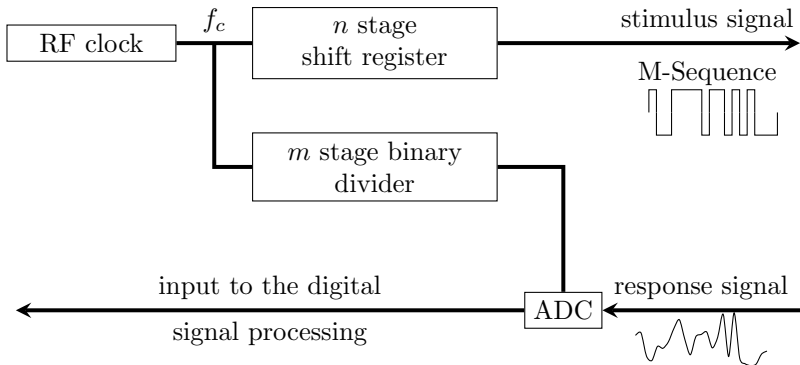 RF clock
f_c
n stage
shift register
stimulus signal
M-Sequence
m stage binary
divider
input to the digital
signal processing
ADC
response signal